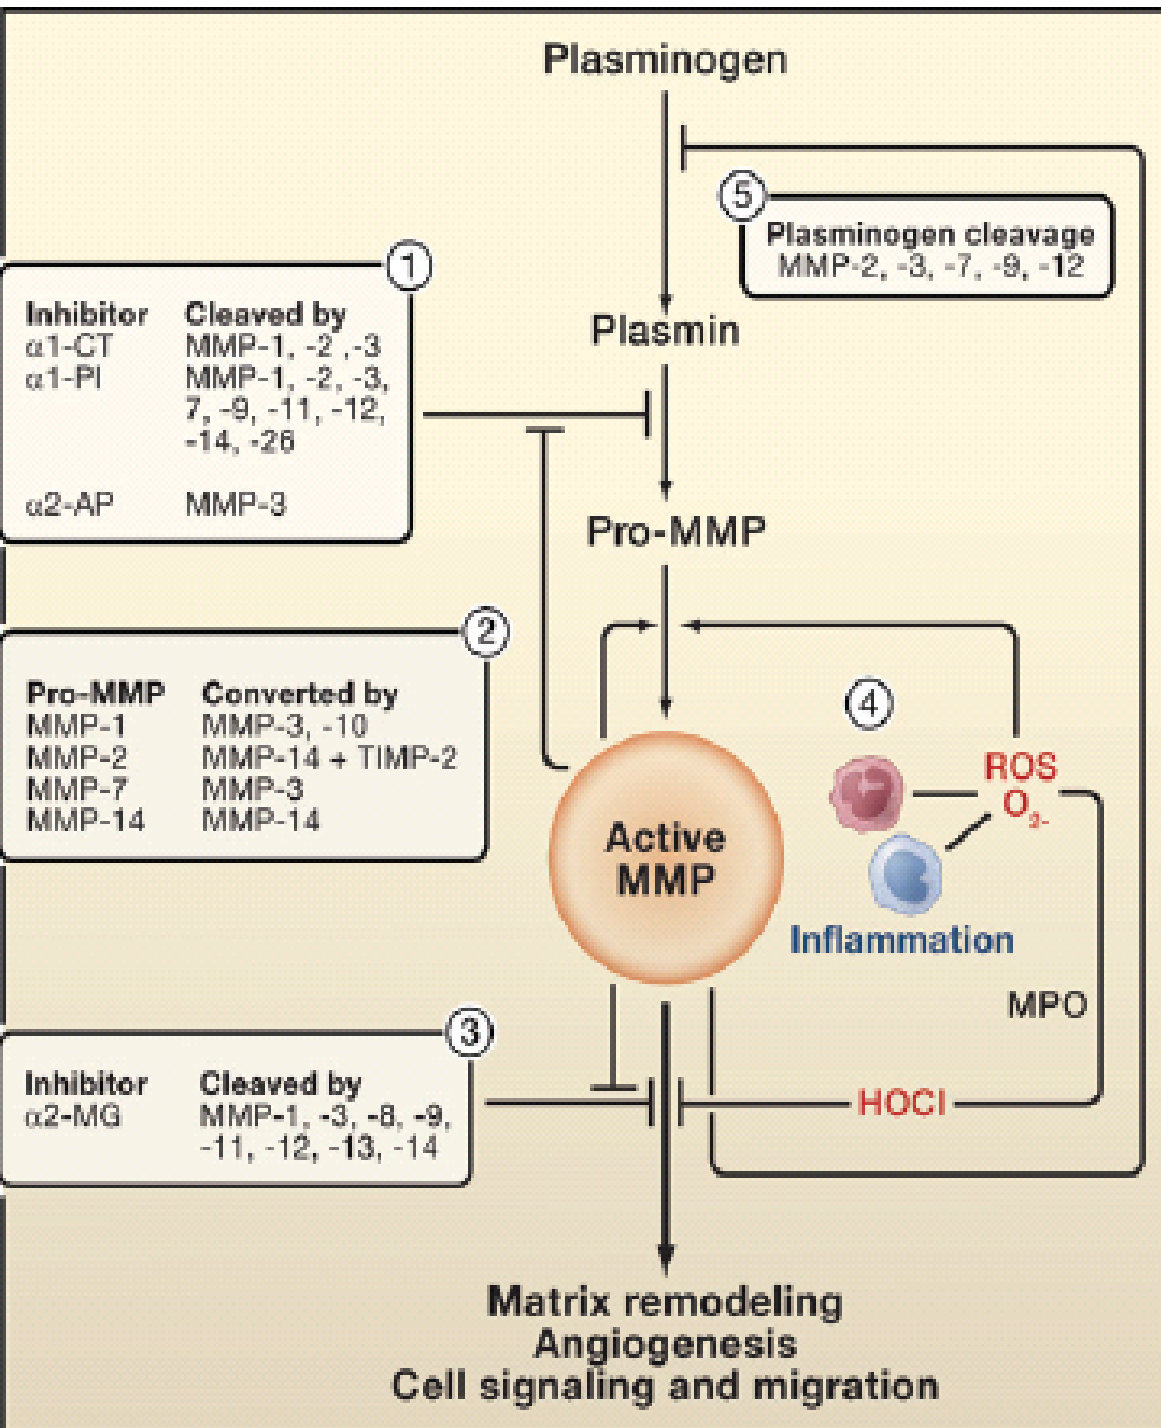 Plasminogen
5
Plasminogen cleavage
MMP-2, -3, -7, -9, -12
1
Inhibitor Cleaved by
α1-CT MMP-1, -2 ,-3
α1-PI MMP-1, -2, -3,
7, -9, -11, -12,
-14, -26
α2-AP MMP-3
Plasmin
Pro-MMP
2
Pro-MMP Converted by
MMP-1 MMP-3, -10
MMP-2 MMP-14 + TIMP-2
MMP-7 MMP-3
MMP-14 MMP-14
4
ROS
O2-
Active
MMP
Inflammation
MPO
3
Inhibitor Cleaved by
α2-MG MMP-1, -3, -8, -9,
-11, -12, -13, -14
HOCl
Matrix remodeling
Angiogenesis
Cell signaling and migration